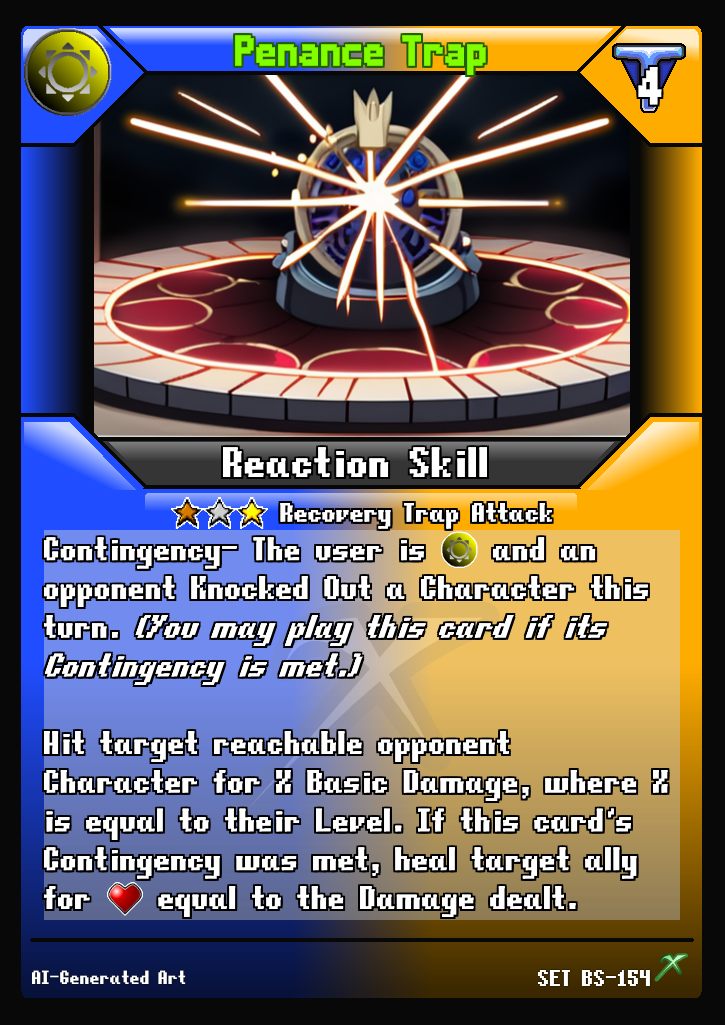 Penance Trap
4
Reaction Skill
Recovery Trap Attack
Contingency- The user is and an
opponent Knocked Out a Character this
turn. (You may play this card if its
Contingency is met.)
Hit target reachable opponent
Character for X Basic Damage, where X
is equal to their Level. If this card's
Contingency was met, heal target ally
for equal to the Damage dealt.
AI-Generated Art
SET BS-154